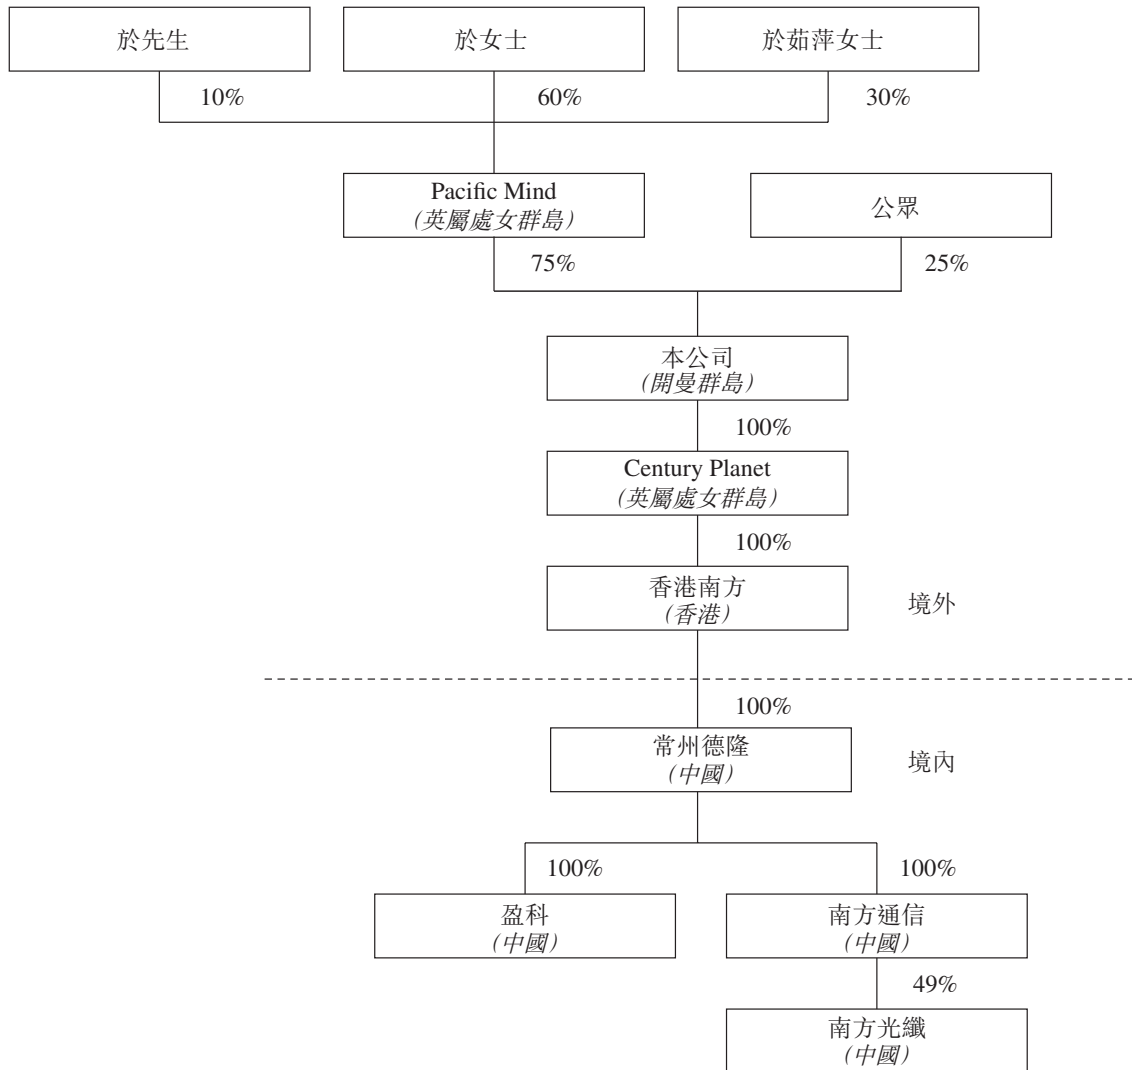 於先生
於女士
於茹萍女士
10%
60%
30%
Pacific Mind
(英屬處女群島)
公眾
75%
25%
本公司
(開曼群島)
100%
Century Planet
(英屬處女群島)
100%
香港南方
(香港)
境外
100%
常州德隆
(中國)
境內
100%
100%
盈科
(中國)
南方通信
(中國)
49%
南方光纖
(中國)